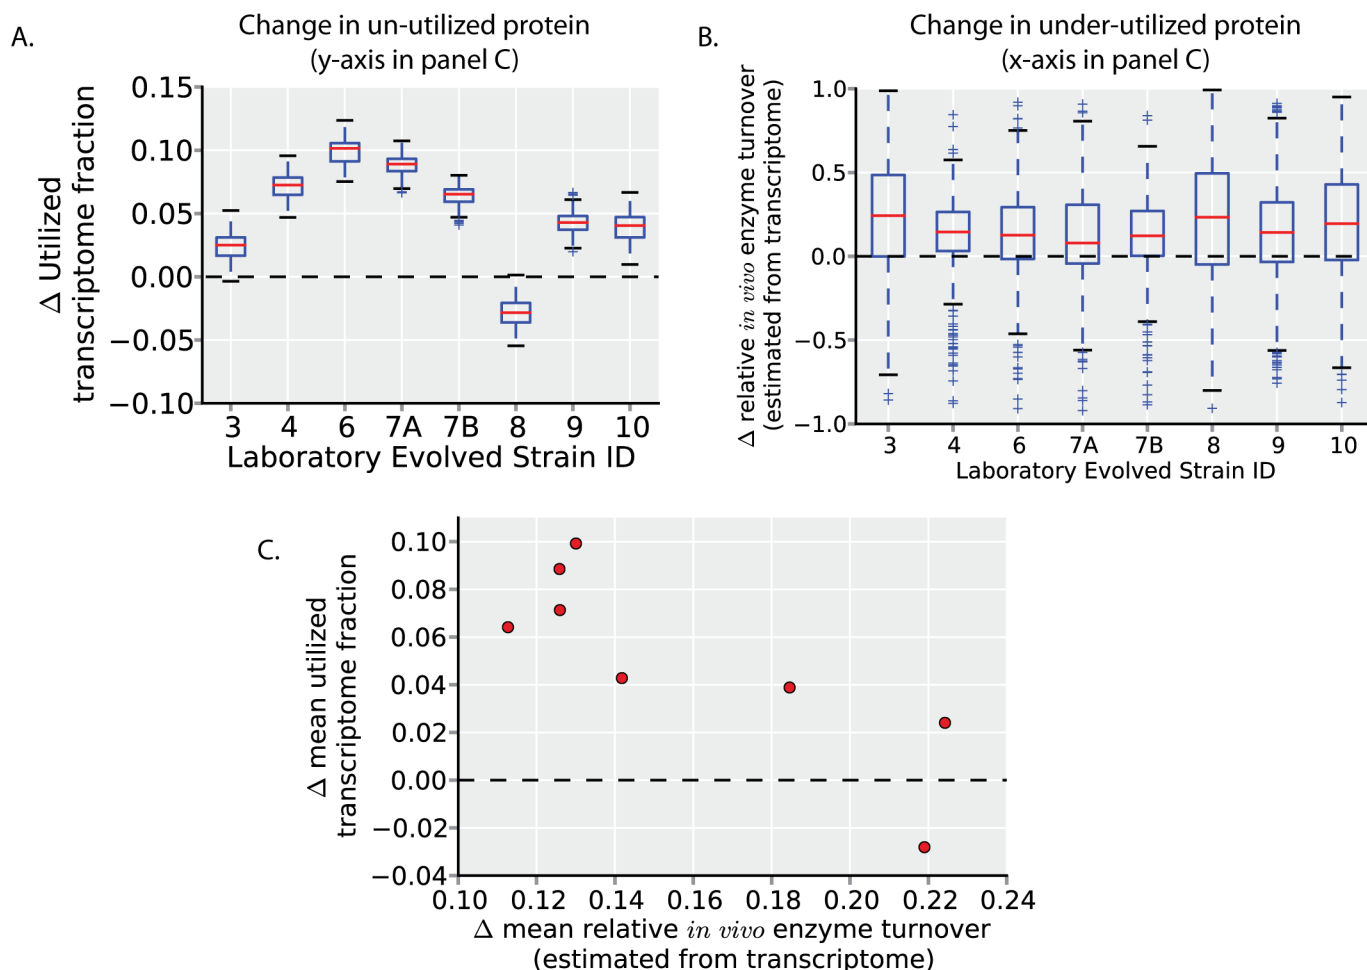 A.
Change in un-utilized protein
(y-axis in panel C)
Δ Utilized
transcriptome fraction
0.15
0.10
0.05
0.00
−0.05
−0.10
3 4 6 7A 7B 8 9 10
Laboratory Evolved Strain ID
B.
Change in under-utilized protein
(x-axis in panel C)
Δ relative in vivo enzyme turnover
(estimated from transcriptome)
1.0
0.5
0.0
−0.5
−1.0
3 4 6 7A 7B 8 9 10
Laboratory Evolved Strain ID
C.
Δ mean utilized
transcriptome fraction
0.10
0.08
0.06
0.04
0.02
0.00
−0.02
−0.04
0.10 0.12 0.14 0.16 0.18 0.20 0.22 0.24
Δ mean relative in vivo enzyme turnover
(estimated from transcriptome)